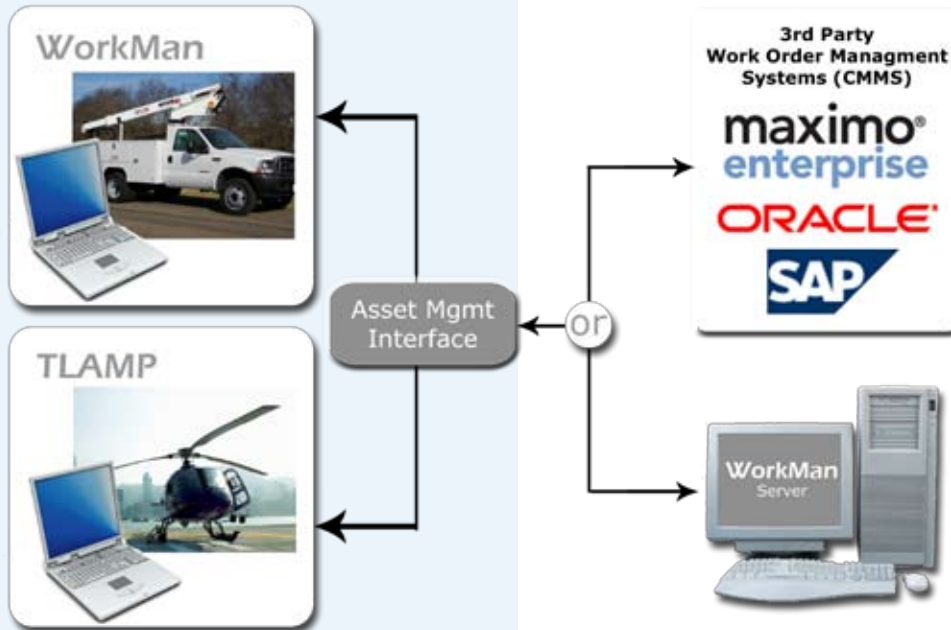 WorkMan
TLAMP
Asset Mgmt
Interface
or
3rd Party
Work Order Managment
Systems (CMMS)
maximo®
enterprise
ORACLE®
SAP
WorkMan
Server